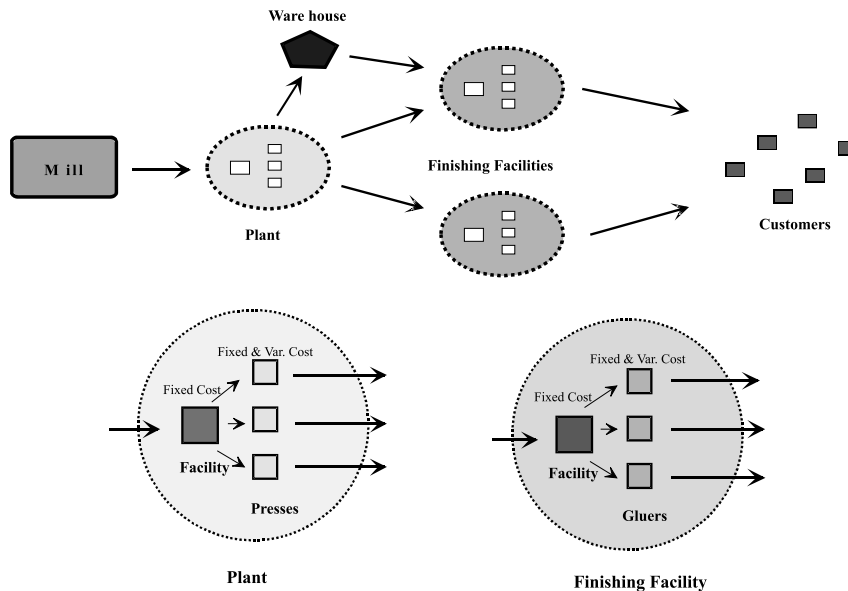 Ware house
M ill
Finishing Facilities
Plant
Customers
Fixed & Var. Cost
Fixed Cost
Facility
Presses
Plant
Fixed & Var. Cost
Fixed Cost
Facility
Gluers
Finishing Facility